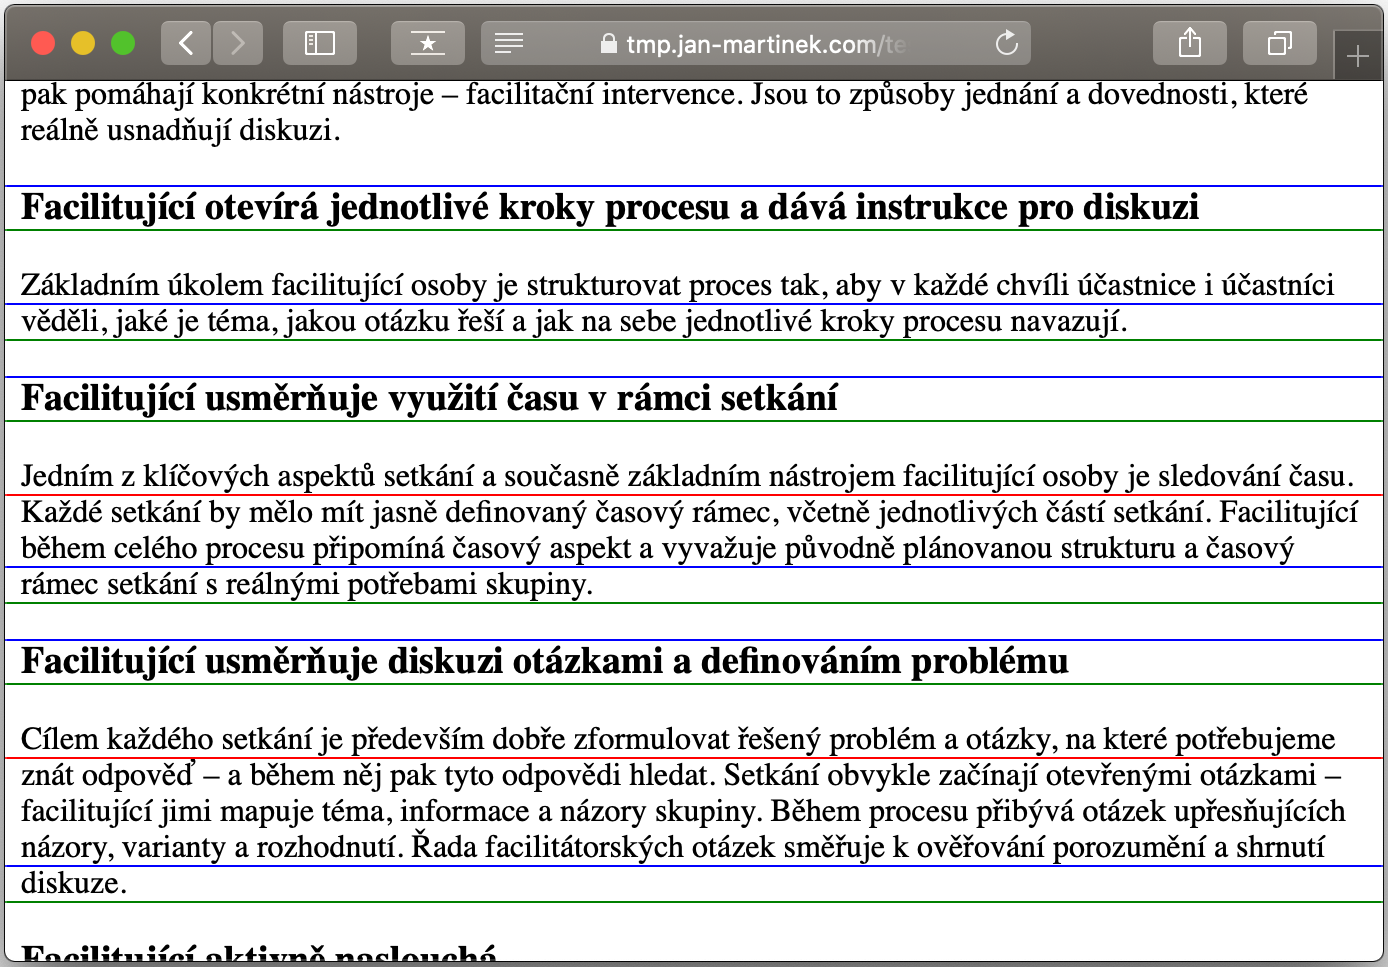 tmp.jan-martinek.com/te
pak pomáhají konkrétní nástroje – facilitační intervence. Jsou to způsoby jednání a dovednosti, které
reálně usnadňují diskuzi.
Facilitující otevírá jednotlivé kroky procesu a dává instrukce pro diskuzi
Základním úkolem facilitující osoby je strukturovat proces tak, aby v každé chvíli účastnice i účastníci
věděli, jaké je téma, jakou otázku řeší a jak na sebe jednotlivé kroky procesu navazují.
Facilitující usměrňuje využití času v rámci setkání
Jedním z klíčových aspektů setkání a současně základním nástrojem facilitující osoby je sledování času.
Každé setkání by mělo mít jasně definovaný časový rámec, včetně jednotlivých částí setkání. Facilitující
během celého procesu připomíná časový aspekt a vyvažuje původně plánovanou strukturu a časový
rámec setkání s reálnými potřebami skupiny.
Facilitující usměrňuje diskuzi otázkami a definováním problému
Cílem každého setkání je především dobře zformulovat řešený problém a otázky, na které potřebujeme
znát odpověď – a během něj pak tyto odpovědi hledat. Setkání obvykle začínají otevřenými otázkami –
facilitující jimi mapuje téma, informace a názory skupiny. Během procesu přibývá otázek upřesňujících
názory, varianty a rozhodnutí. Řada facilitátorských otázek směřuje k ověřování porozumění a shrnutí
diskuze.
Facilitující aktivně naslouchá